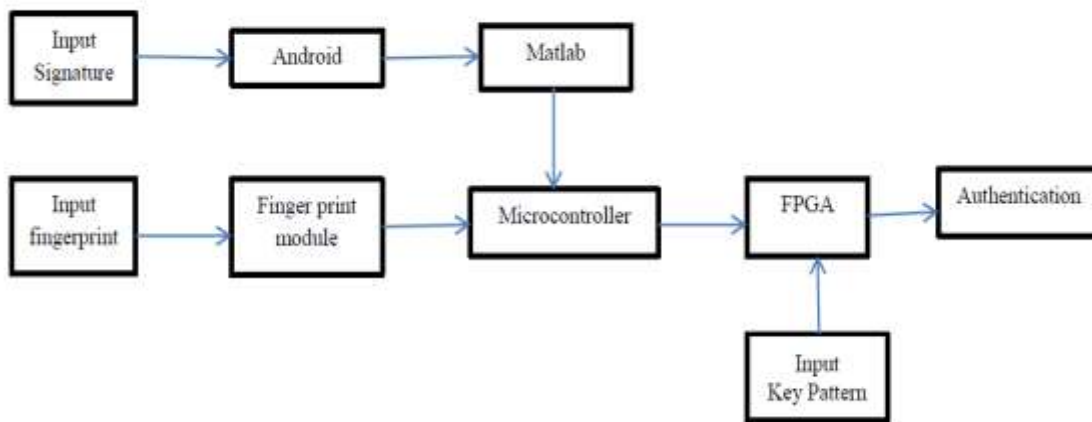 Input
Signature
Android
Matlab
Input
fingerprint
Finger print
module
Microcontroller
FPGA
Authentication
Input
Key Pattern